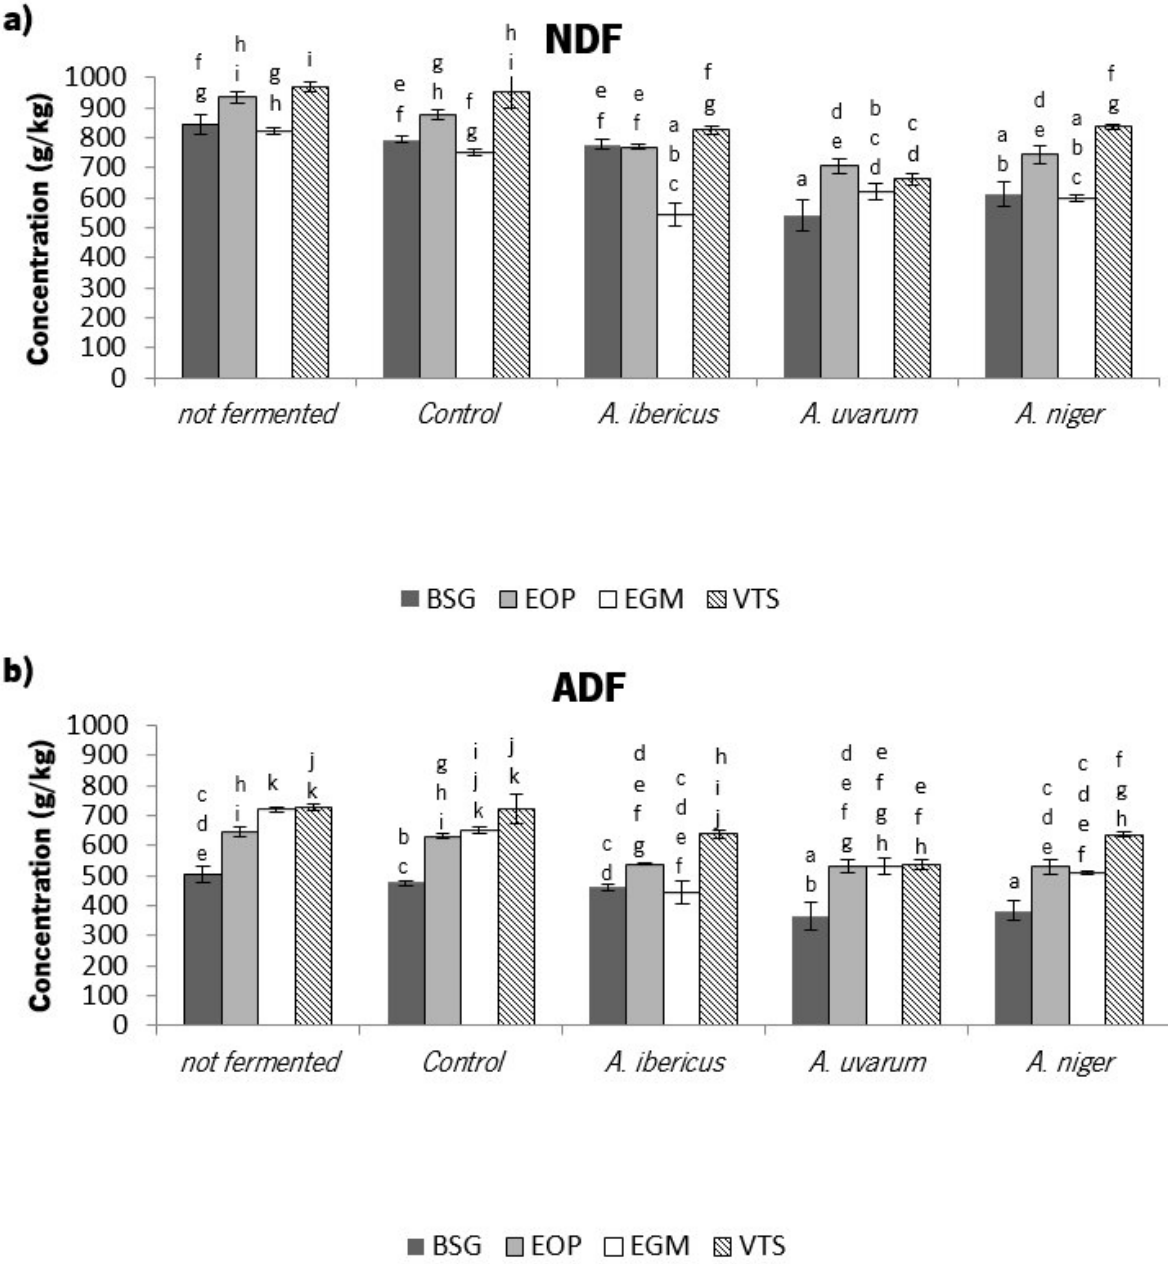 a)
NDF
Concentration (g/kg)
1000
900
800
700
600
500
400
300
200
100
0
f
g
h
i
g
h
i
e
f
g
h
f
g
h
i
e
f
e
f
a
b
c
f
g
a
d
e
b
c
d
c
d
a
b
d
e
a
b
c
f
g
not fermented
Control
A. ibericus
A. uvarum
A. niger
BSG EOP EGM VTS
b)
ADF
Concentration (g/kg)
1000
900
800
700
600
500
400
300
200
100
0
c
d
e
h
i
k
j
k
b
c
g
h
i
i
j
k
j
k
c
d
d
e
f
g
c
d
e
f
h
i
j
a
b
d
e
f
g
e
f
g
h
e
f
h
a
c
d
e
c
d
e
f
f
g
h
not fermented
Control
A. ibericus
A. uvarum
A. niger
BSG EOP EGM VTS